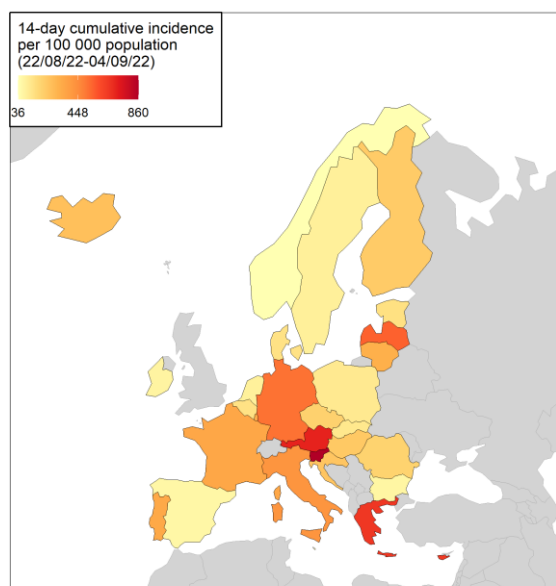 14-day cumulative incidence
per 100 000 population
(22/08/22-04/09/22)
36 448 860